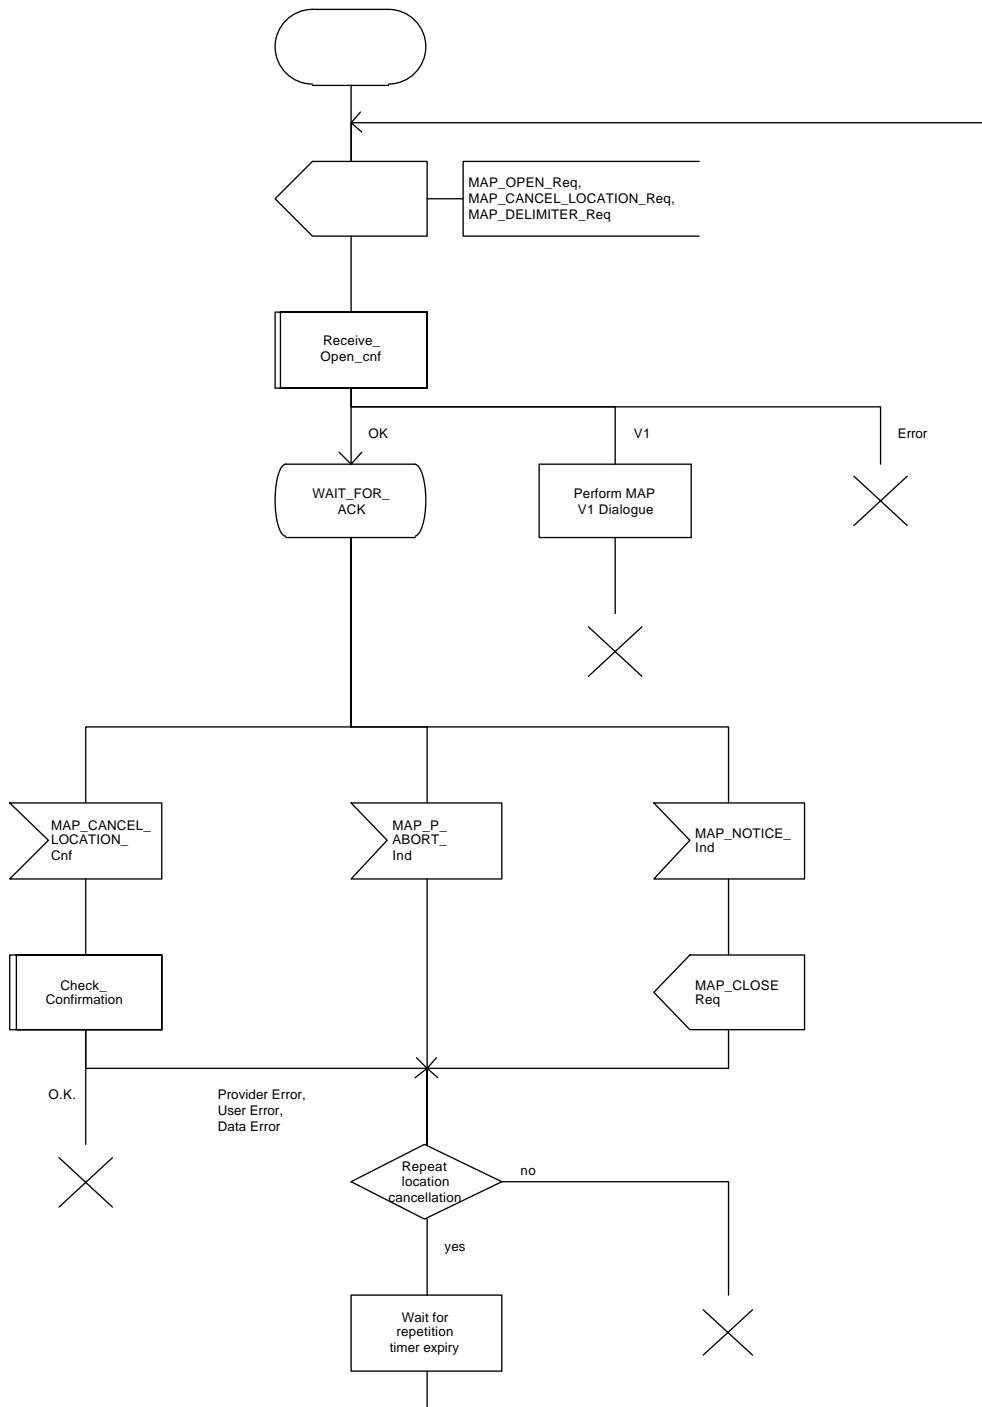 MAP_OPEN_Req,
MAP_CANCEL_LOCATION_Req,
MAP_DELIMITER_Req
Receive_
Open_cnf
OK
V1
Error
WAIT_FOR_
ACK
Perform MAP
V1 Dialogue
MAP_CANCEL_
LOCATION_
Cnf
MAP_P_
ABORT_
Ind
MAP_NOTICE_
Ind
Check_
Confirmation
MAP_CLOSE
Req
O.K.
Provider Error,
User Error,
Data Error
Repeat
location
cancellation
no
yes
Wait for
repetition
timer expiry